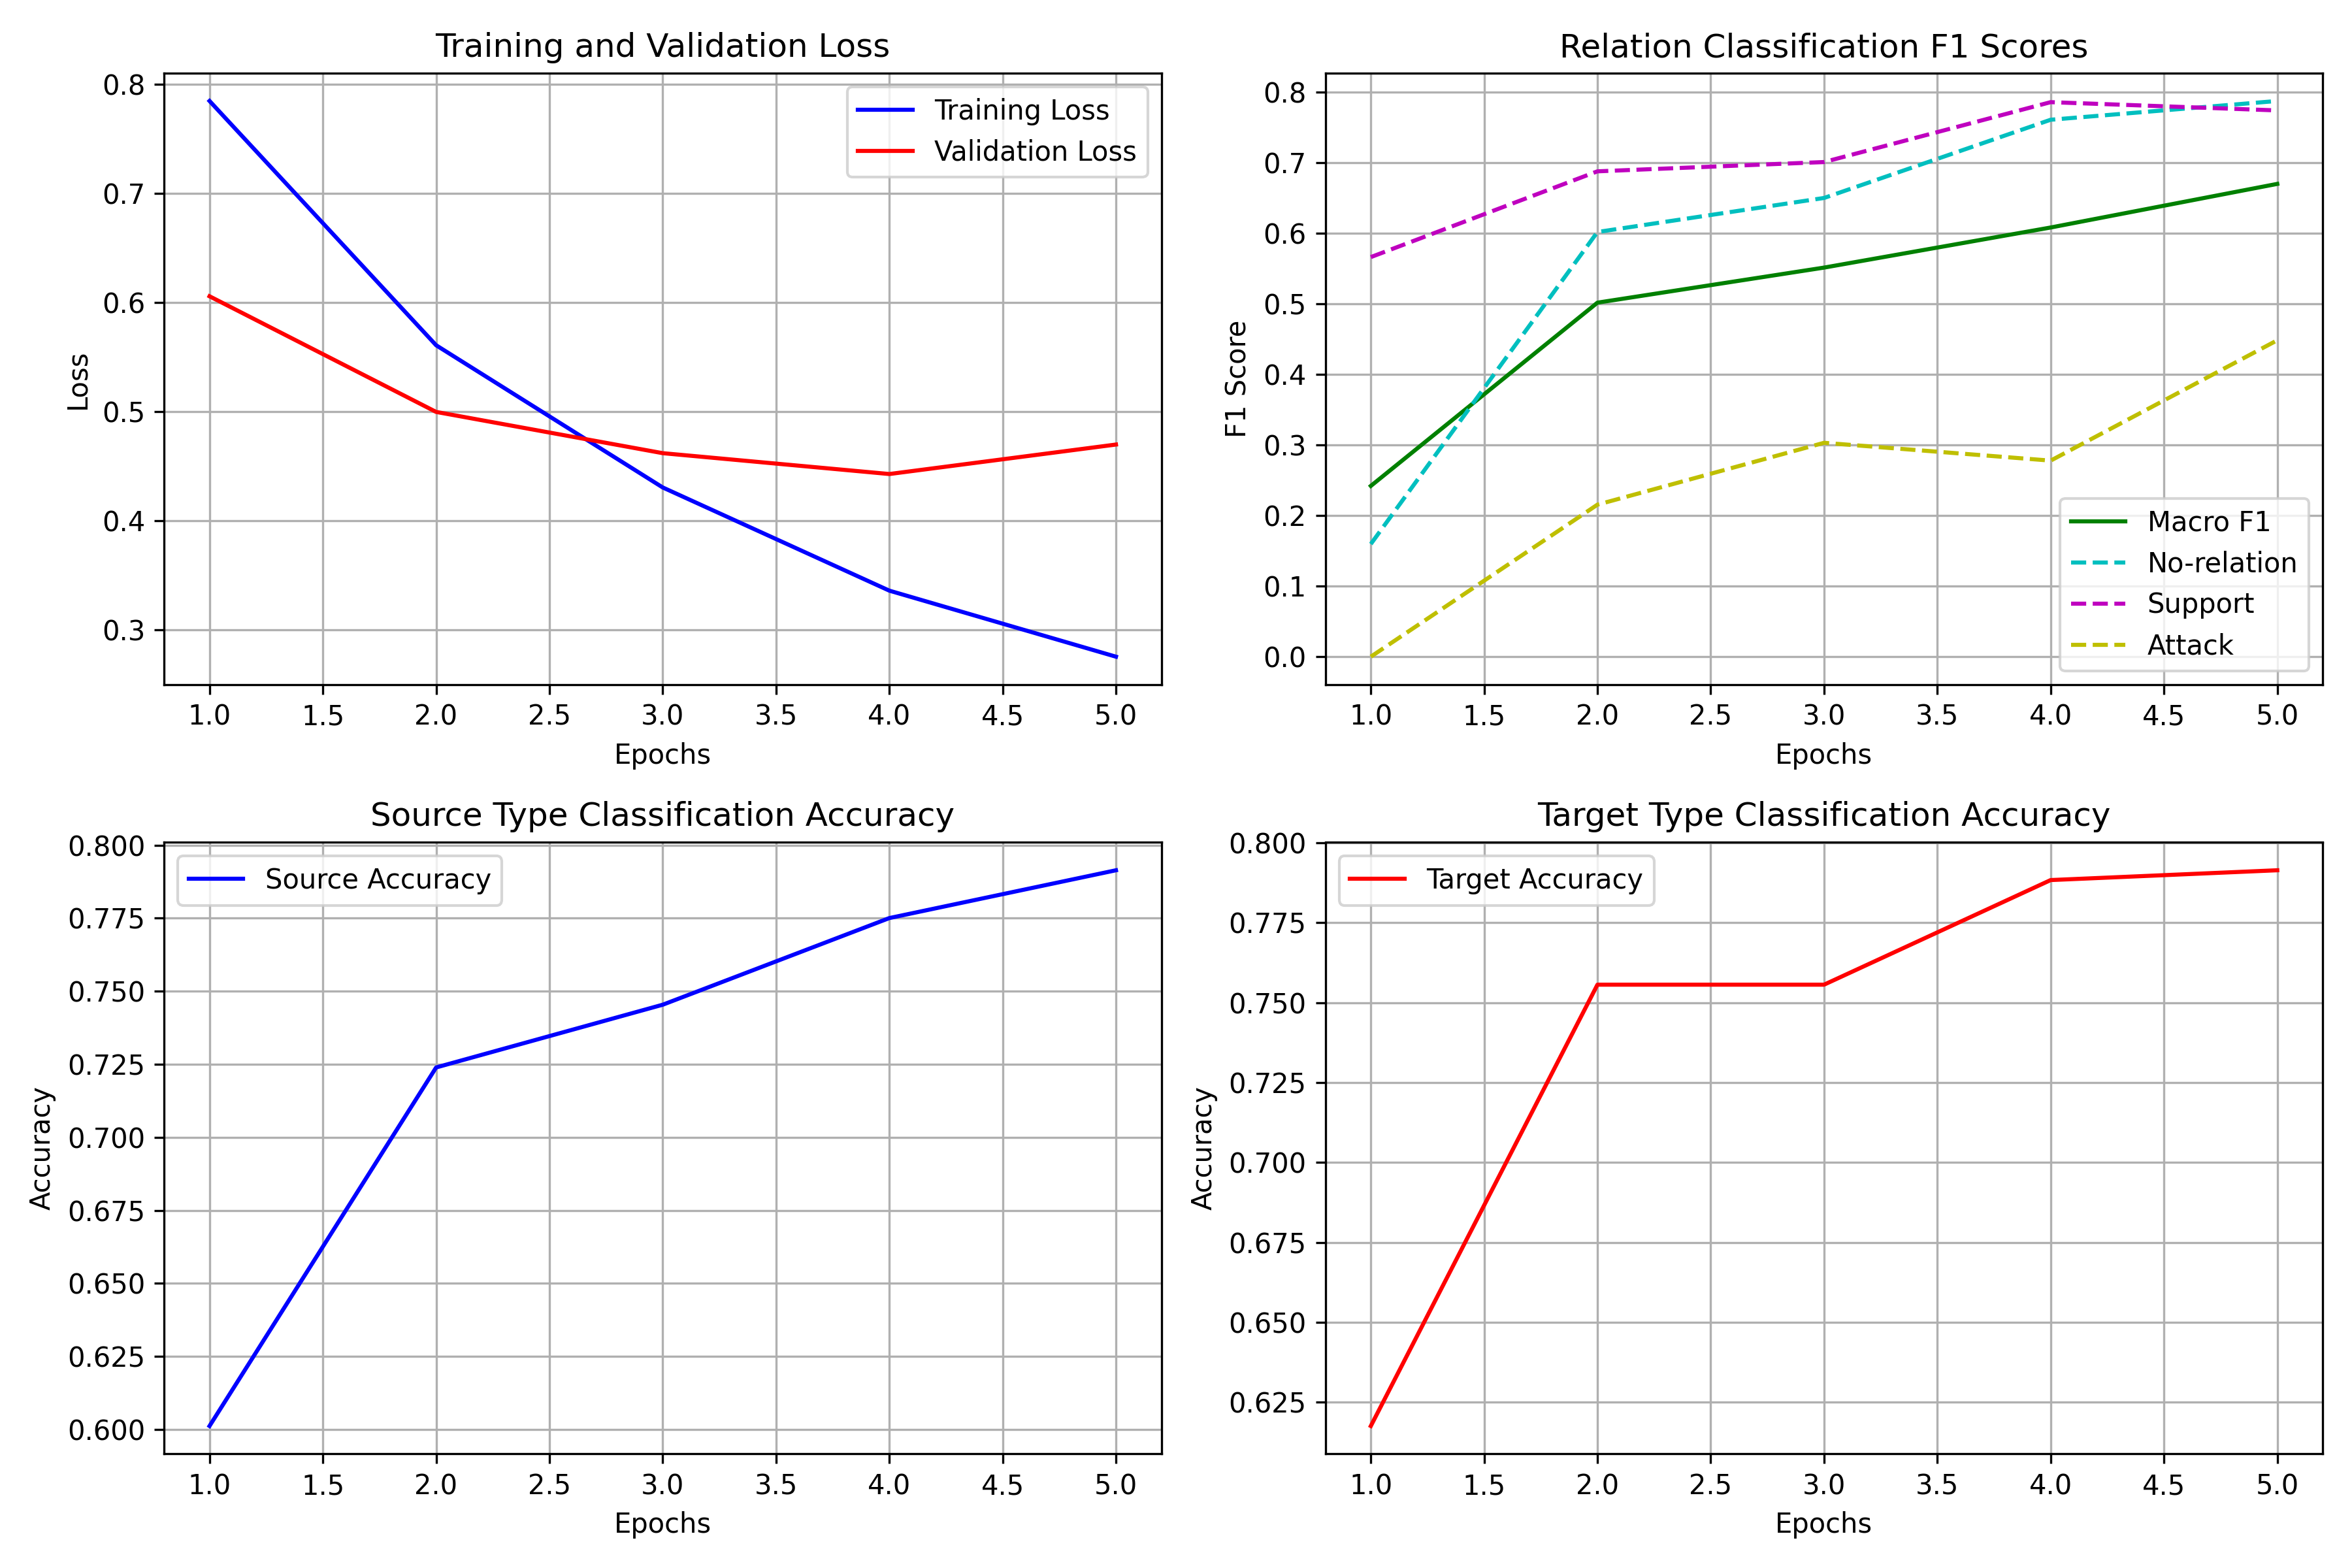 Training and Validation Loss
0.8
0.7
0.6
0.5
0.4
0.3
Loss
Training Loss
Validation Loss
1.0 1.5 2.0 2.5 3.0 3.5 4.0 4.5 5.0
Epochs
Relation Classification F1 Scores
0.8
0.7
0.6
0.5
0.4
0.3
0.2
0.1
0.0
F1 Score
Macro F1
No-relation
Support
Attack
1.0 1.5 2.0 2.5 3.0 3.5 4.0 4.5 5.0
Epochs
Source Type Classification Accuracy
0.800
0.775
0.750
0.725
0.700
0.675
0.650
0.625
0.600
Accuracy
Source Accuracy
1.0 1.5 2.0 2.5 3.0 3.5 4.0 4.5 5.0
Epochs
Target Type Classification Accuracy
0.800
0.775
0.750
0.725
0.700
0.675
0.650
0.625
Accuracy
Target Accuracy
1.0 1.5 2.0 2.5 3.0 3.5 4.0 4.5 5.0
Epochs